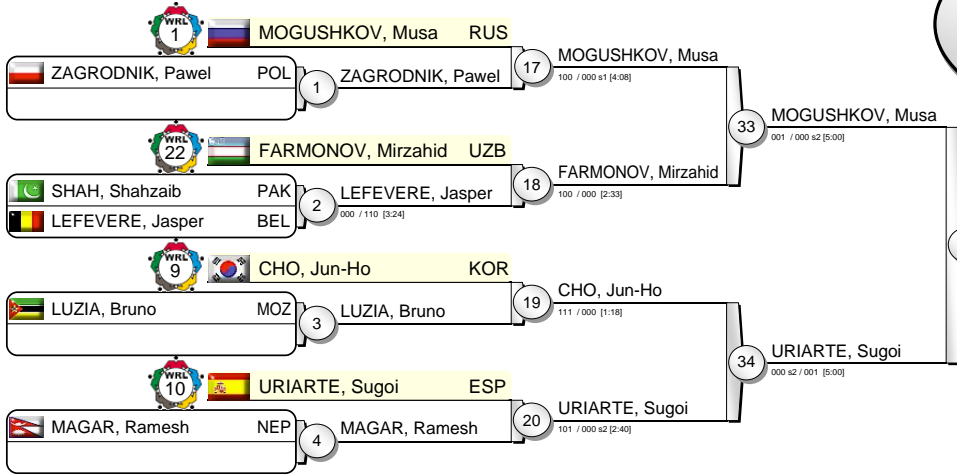 WRL 1 MOGUSHKOV, Musa RUS
ZAGRODNIK, Pawel POL
1 ZAGRODNIK, Pawel
17 MOGUSHKOV, Musa
100 / 000 s1 [4:08]
WRL 22 FARMONOV, Mirzahid UZB
SHAH, Shahzaib PAK
LEFEVERE, Jasper BEL
2 LEFEVERE, Jasper
000 / 110 [3:24]
18 FARMONOV, Mirzahid
100 / 000 [2:33]
33 MOGUSHKOV, Musa
001 / 000 s2 [5:00]
WRL 9 CHO, Jun-Ho KOR
LUZIA, Bruno MOZ
3 LUZIA, Bruno
19 CHO, Jun-Ho
111 / 000 [1:18]
WRL 10 URIARTE, Sugoi ESP
MAGAR, Ramesh NEP
4 MAGAR, Ramesh
20 URIARTE, Sugoi
101 / 000 s2 [2:40]
34 URIARTE, Sugoi
000 s2 / 001 [5:00]